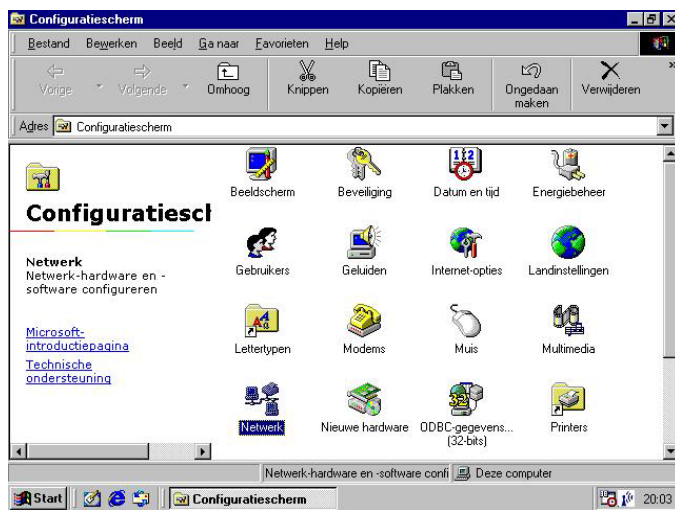 Configuratiescherm
Bestand Bewerken Beeld Ga naar Favorieten Help
Vorige Volgende Omhoog Knippen Kopiëren Plakken Ongedaan maken Verwijderen »
Adres Configuratiescherm
Configuratiescl
Netwerk
Netwerk-hardware en -
software configureren
Microsoft-
introductiepagina
Technische
ondersteuning
Beeldscherm Beveiliging Datum en tijd Energiebeheer
Gebruikers Geluiden Internet-opties Landinstellingen
Lettertypen Modems Muis Multimedia
Netwerk Nieuwe hardware ODBC-gegevens... (32-bits) Printers
Netwerk-hardware en -software confi Deze computer
Start Configuratiescherm 20:03